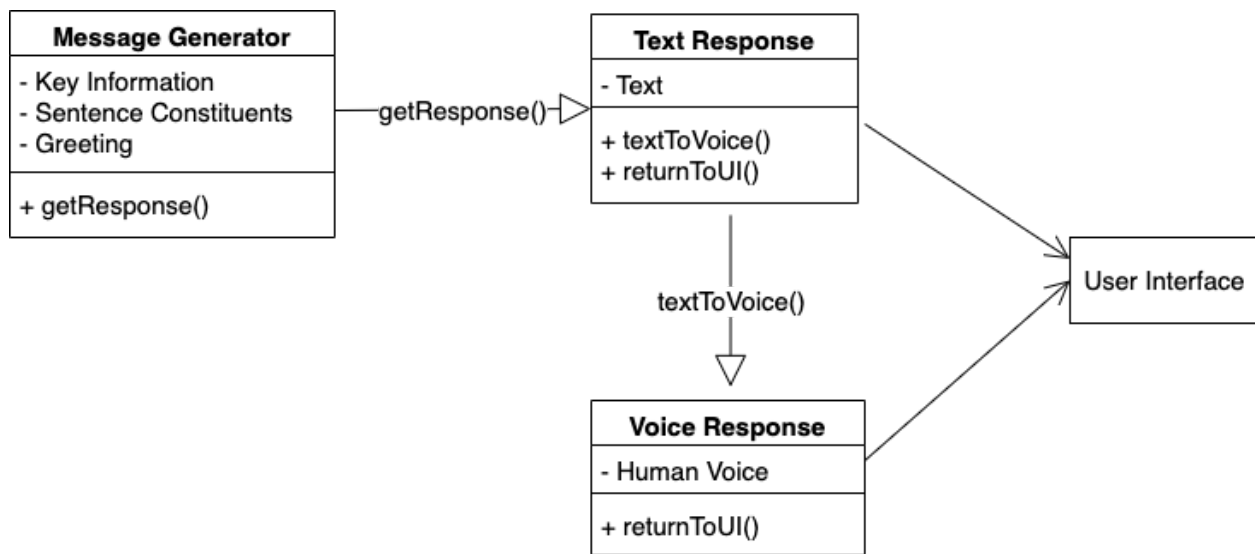 Message Generator
- Key Information
- Sentence Constituents
- Greeting
+ getResponse()
getResponse()
Text Response
- Text
+ textToVoice()
+ returnToUI()
textToVoice()
Voice Response
- Human Voice
+ returnToUI()
User Interface